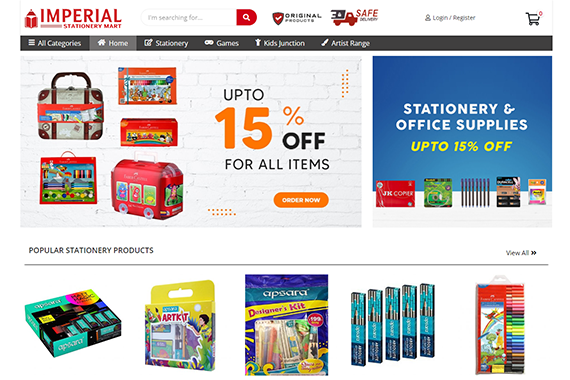 IMPERIAL
STATIONERY MART
I'm searching for...
ORIGINAL
PRODUCTS
SAFE
DELIVERY
Login / Register
0
All Categories
Home
Stationery
Games
Kids Junction
Artist Range
UPTO
15% OFF
FOR ALL ITEMS
ORDER NOW
STATIONERY &
OFFICE SUPPLIES
UPTO 15% OFF
JK COPIER
POPULAR STATIONERY PRODUCTS
View All
apsara
ARTKIT
apsara
Designer's Kit
199